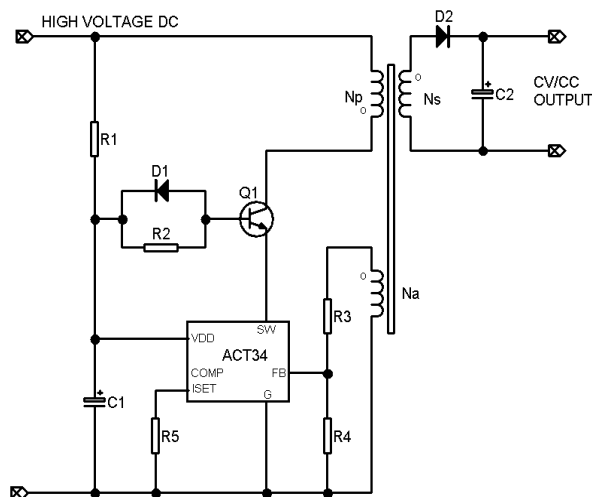 HIGH VOLTAGE DC
D2
Np
o
o
Ns
C2
+
CV/CC
OUTPUT
R1
D1
Q1
R2
o
Na
R3
SW
VDD
ACT34
COMP
FB
ISET
G
+
C1
R5
R4